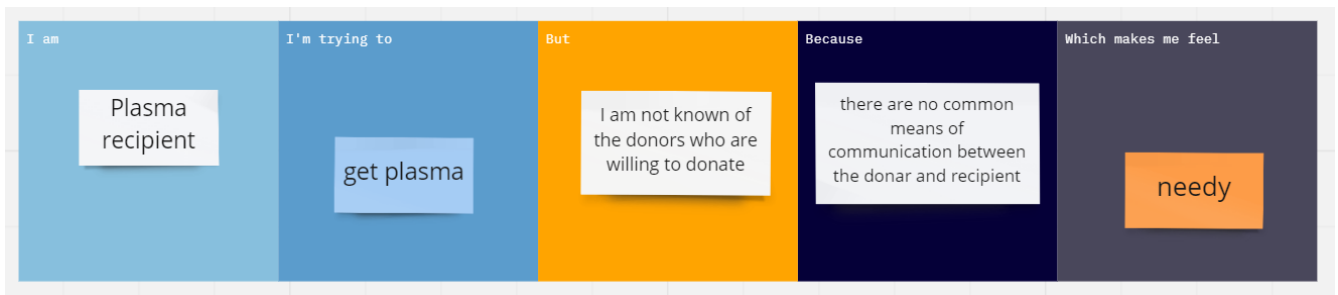 I am
Plasma
recipient
I'm trying to
get plasma
But
I am not known of
the donors who are
willing to donate
Because
there are no common
means of
communication between
the donar and recipient
Which makes me feel
needy